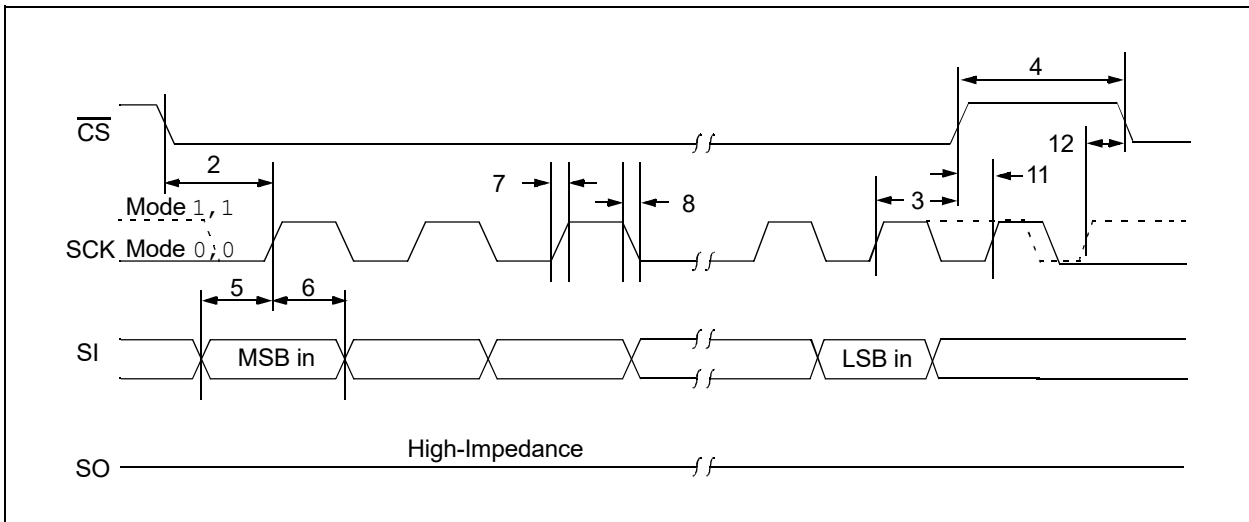 4
CS
12
2
7
8
3
11
Mode 1,1
SCK Mode 0,0
5
6
SI
MSB in
LSB in
High-Impedance
SO